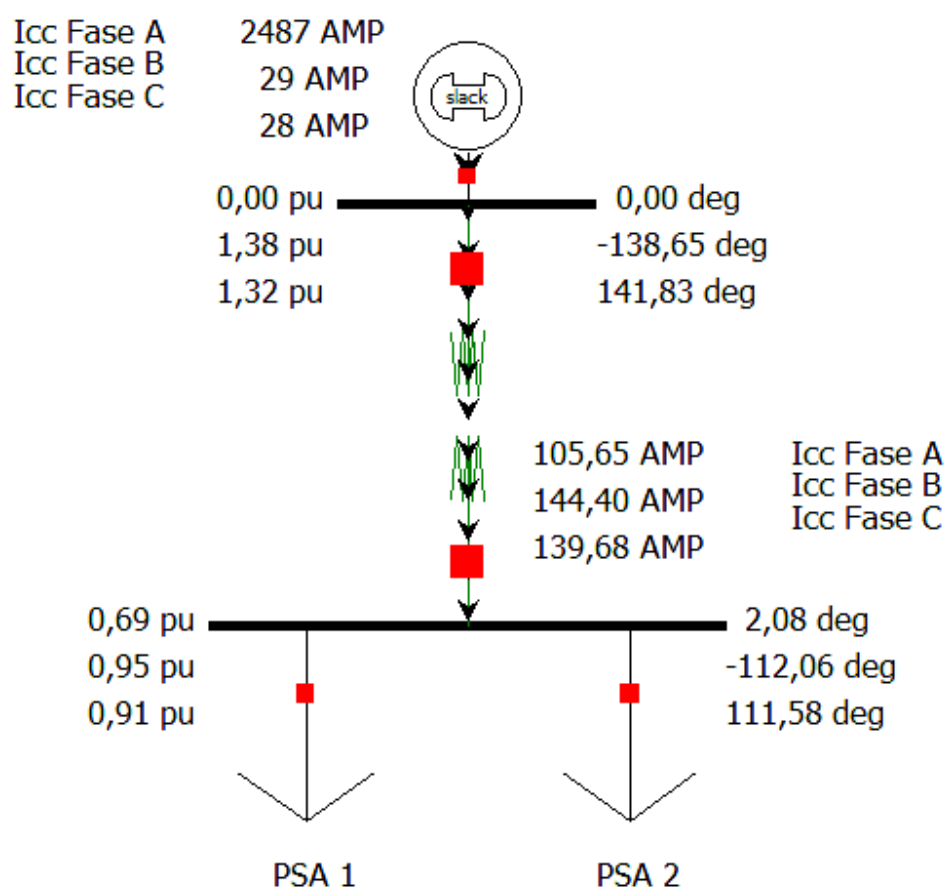 Icc Fase A 2487 AMP
Icc Fase B 29 AMP
Icc Fase C 28 AMP
slack
0,00 pu 0,00 deg
1,38 pu -138,65 deg
1,32 pu 141,83 deg
105,65 AMP Icc Fase A
144,40 AMP Icc Fase B
139,68 AMP Icc Fase C
0,69 pu 2,08 deg
0,95 pu -112,06 deg
0,91 pu 111,58 deg
PSA 1 PSA 2